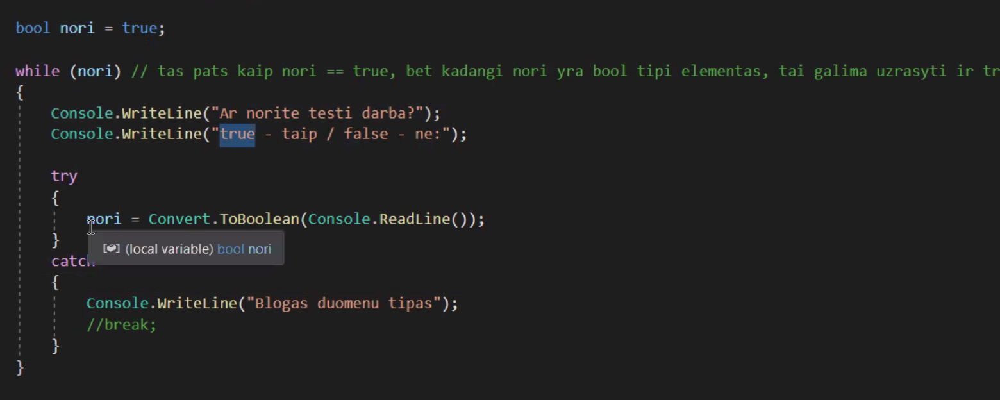 bool nori = true;
while (nori) // tas pats kaip nori == true, bet kadangi nori yra bool tipi elementas, tai galima uzrasyti ir
{
Console.WriteLine("Ar norite testi darba?");
Console.WriteLine("true - taip / false - ne:");
try
{
nori = Convert.ToBoolean(Console.ReadLine());
}
(local variable) bool nori
catch
{
Console.WriteLine("Blogas duomenu tipas");
//break;
}
}